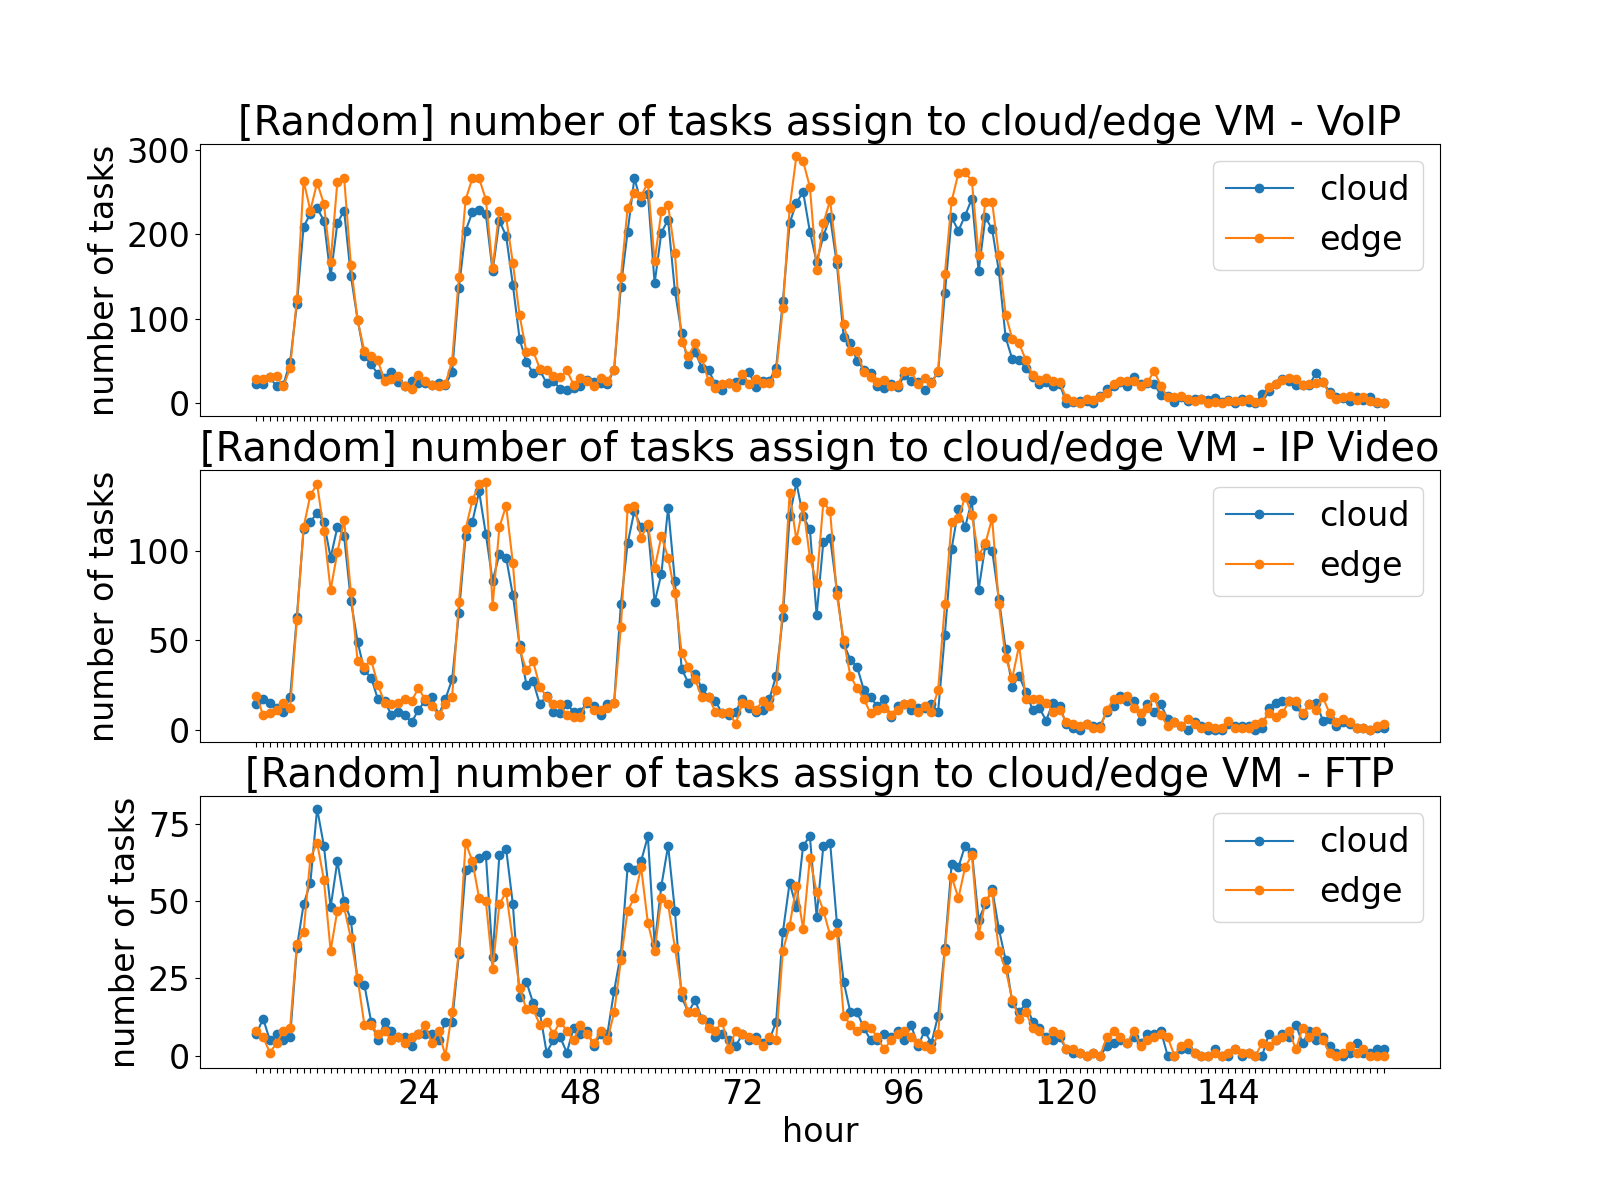 [Random] number of tasks assign to cloud/edge VM - VoIP
number of tasks
300
200
100
0
cloud
edge
[Random] number of tasks assign to cloud/edge VM - IP Video
number of tasks
100
50
0
cloud
edge
[Random] number of tasks assign to cloud/edge VM - FTP
number of tasks
75
50
25
0
cloud
edge
24 48 72 96 120 144
hour